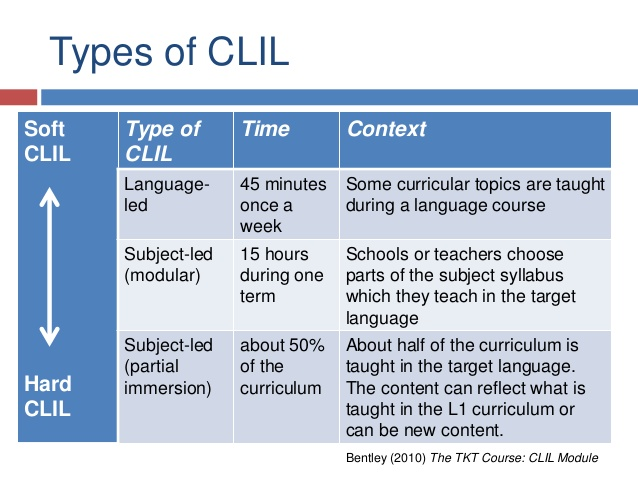 Types of CLIL
Soft
CLIL
Type of
CLIL
Time
Context
Language-
led
45 minutes
once a
week
Some curricular topics are taught
during a language course
Subject-led
(modular)
15 hours
during one
term
Schools or teachers choose
parts of the subject syllabus
which they teach in the target
language
Subject-led
(partial
immersion)
about 50%
of the
curriculum
About half of the curriculum is
taught in the target language.
The content can reflect what is
taught in the L1 curriculum or
can be new content.
Hard
CLIL
Bentley (2010) The TKT Course: CLIL Module